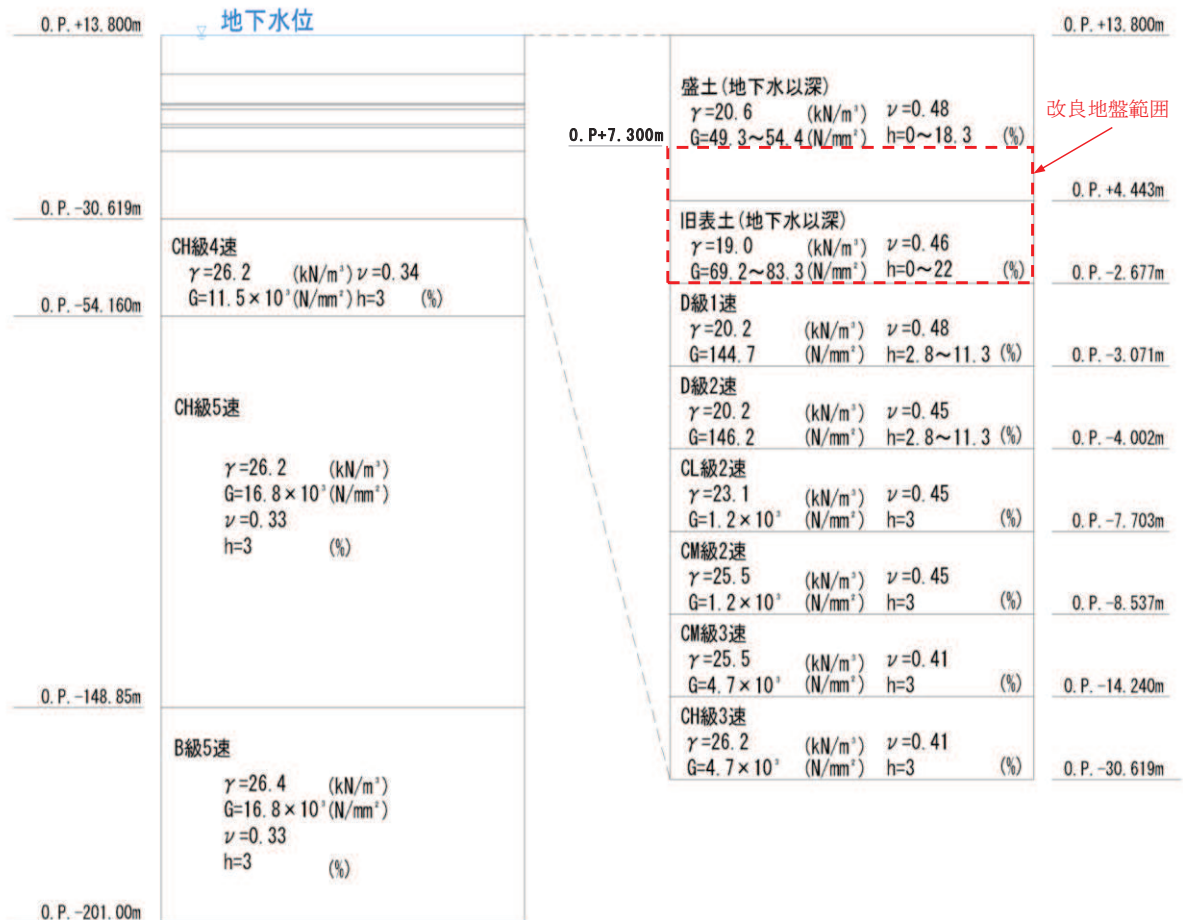 O.P.+13.800m
地下水位
O.P.-30.619m
CH級4速
γ=26.2 (kN/m³) ν=0.34
G=11.5×10³(N/mm²) h=3 (%)
O.P.-54.160m
CH級5速
γ=26.2 (kN/m³)
G=16.8×10³(N/mm²)
ν=0.33
h=3 (%)
O.P.-148.85m
B級5速
γ=26.4 (kN/m³)
G=16.8×10³(N/mm²)
ν=0.33
h=3 (%)
O.P.-201.00m
O.P.+13.800m
盛土(地下水以深)
γ=20.6 (kN/m³) ν=0.48
G=49.3～54.4(N/mm²) h=0～18.3 (%)
改良地盤範囲
O.P+7.300m
O.P.+4.443m
旧表土(地下水以深)
γ=19.0 (kN/m³) ν=0.46
G=69.2～83.3(N/mm²) h=0～22 (%)
O.P.-2.677m
D級1速
γ=20.2 (kN/m³) ν=0.48
G=144.7 (N/mm²) h=2.8～11.3 (%)
O.P.-3.071m
D級2速
γ=20.2 (kN/m³) ν=0.45
G=146.2 (N/mm²) h=2.8～11.3 (%)
O.P.-4.002m
CL級2速
γ=23.1 (kN/m³) ν=0.45
G=1.2×10³ (N/mm²) h=3 (%)
O.P.-7.703m
CM級2速
γ=25.5 (kN/m³) ν=0.45
G=1.2×10³ (N/mm²) h=3 (%)
O.P.-8.537m
CM級3速
γ=25.5 (kN/m³) ν=0.41
G=4.7×10³ (N/mm²) h=3 (%)
O.P.-14.240m
CH級3速
γ=26.2 (kN/m³) ν=0.41
G=4.7×10³ (N/mm²) h=3 (%)
O.P.-30.619m